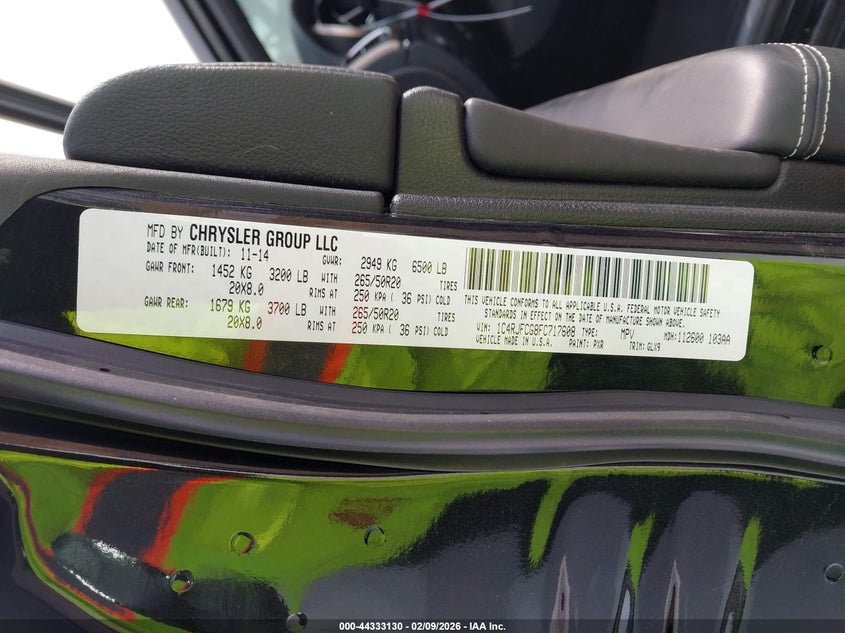 MFD BY CHRYSLER GROUP LLC
DATE OF MFR(BUILT): 11-14 GVWR: 2949 KG 6500 LB
GAWR FRONT: 1452 KG 3200 LB WITH 265/50R20 TIRES
20X8.0 RIMS AT 250 KPA ( 36 PSI) COLD
GAWR REAR: 1679 KG 3700 LB WITH 265/50R20 TIRES
20X8.0 RIMS AT 250 KPA ( 36 PSI) COLD
THIS VEHICLE CONFORMS TO ALL APPLICABLE U.S.A. FEDERAL MOTOR VEHICLE SAFETY
STANDARDS IN EFFECT ON THE DATE OF MANUFACTURE SHOWN ABOVE.
VIN: 1C4RJFCGBFC717609 TYPE: MPV MDH: 112600 103AA
VEHICLE MADE IN U.S.A. PAINT: PXR TRIM: GLX9
000-44333130 - 02/09/2026 - IAA Inc.